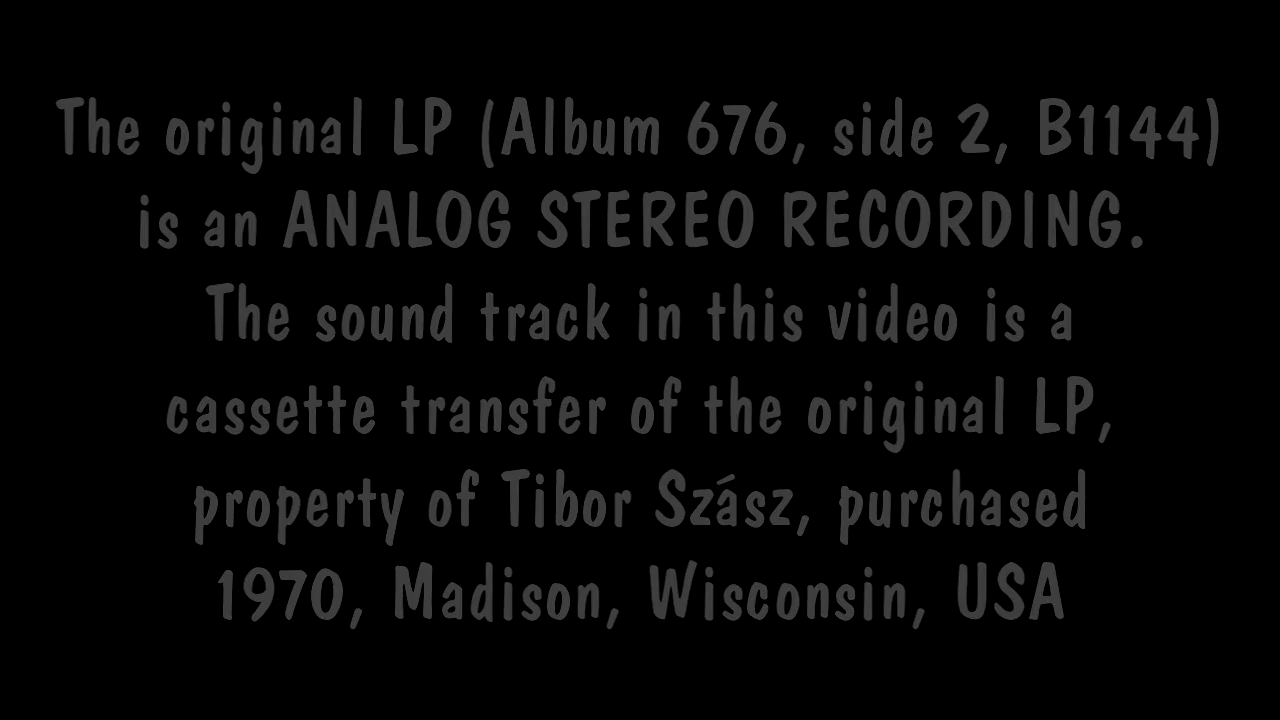 The original LP (Album 676, side 2, B1144)
is an ANALOG STEREO RECORDING.
The sound track in this video is a
cassette transfer of the original LP,
property of Tibor Szász, purchased
1970, Madison, Wisconsin, USA